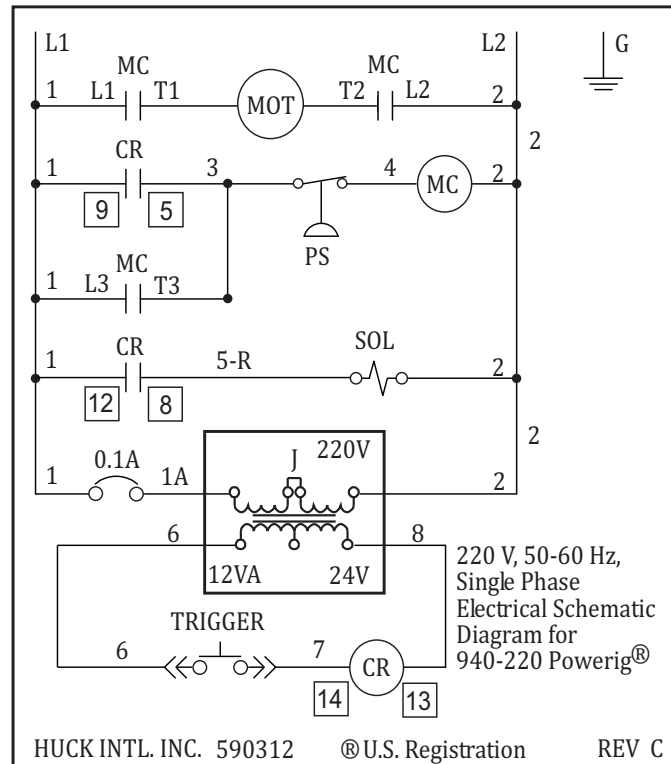 L1 L2 G
MC MC
1 L1 T1 MOT T2 L2 2
2
CR
1 3 4 MC 2
9 5
PS
MC
1 L3 T3
CR SOL
1 5-R 2
12 8
2
0.1A J 220V
1 1A 2
6 8
12VA 24V
220 V, 50-60 Hz,
Single Phase
Electrical Schematic
Diagram for
940-220 Powerig®
TRIGGER
6 7 CR
14 13
HUCK INTL. INC. 590312 ® U.S. Registration REV C